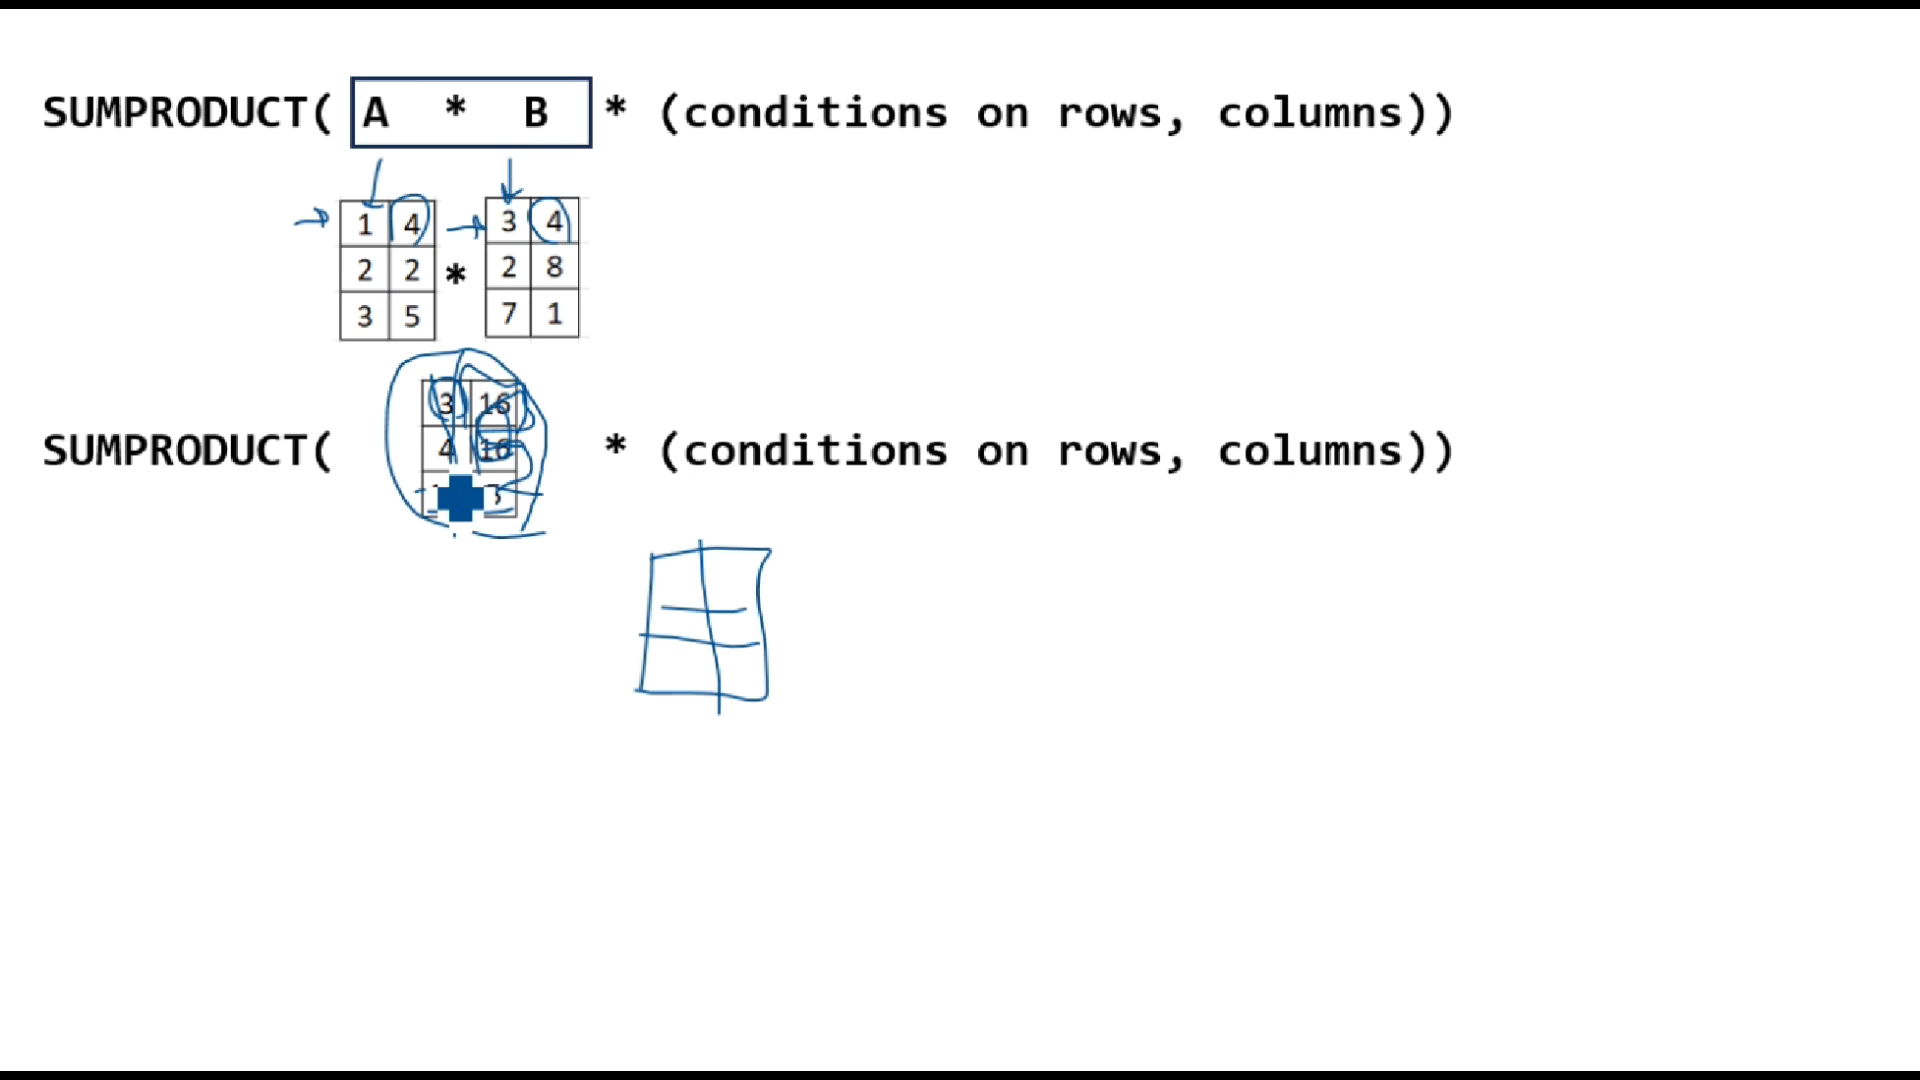 SUMPRODUCT( A * B * (conditions on rows, columns))
1 4 3 4
2 2 * 2 8
3 5 7 1
3 16
SUMPRODUCT( 4 16 * (conditions on rows, columns))